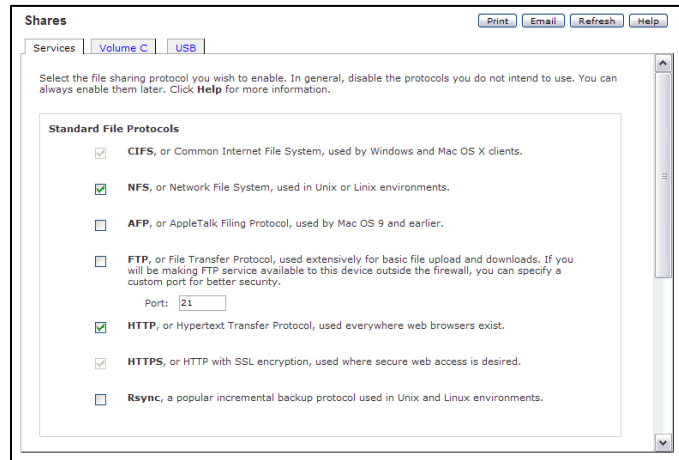 Shares
Print Email Refresh Help
Services Volume C USB
Select the file sharing protocol you wish to enable. In general, disable the protocols you do not intend to use. You can
always enable them later. Click Help for more information.
Standard File Protocols
CIFS, or Common Internet File System, used by Windows and Mac OS X clients.
NFS, or Network File System, used in Unix or Linix environments.
AFP, or AppleTalk Filing Protocol, used by Mac OS 9 and earlier.
FTP, or File Transfer Protocol, used extensively for basic file upload and downloads. If you
will be making FTP service available to this device outside the firewall, you can specify a
custom port for better security.
Port: 21
HTTP, or Hypertext Transfer Protocol, used everywhere web browsers exist.
HTTPS, or HTTP with SSL encryption, used where secure web access is desired.
Rsync, a popular incremental backup protocol used in Unix and Linux environments.